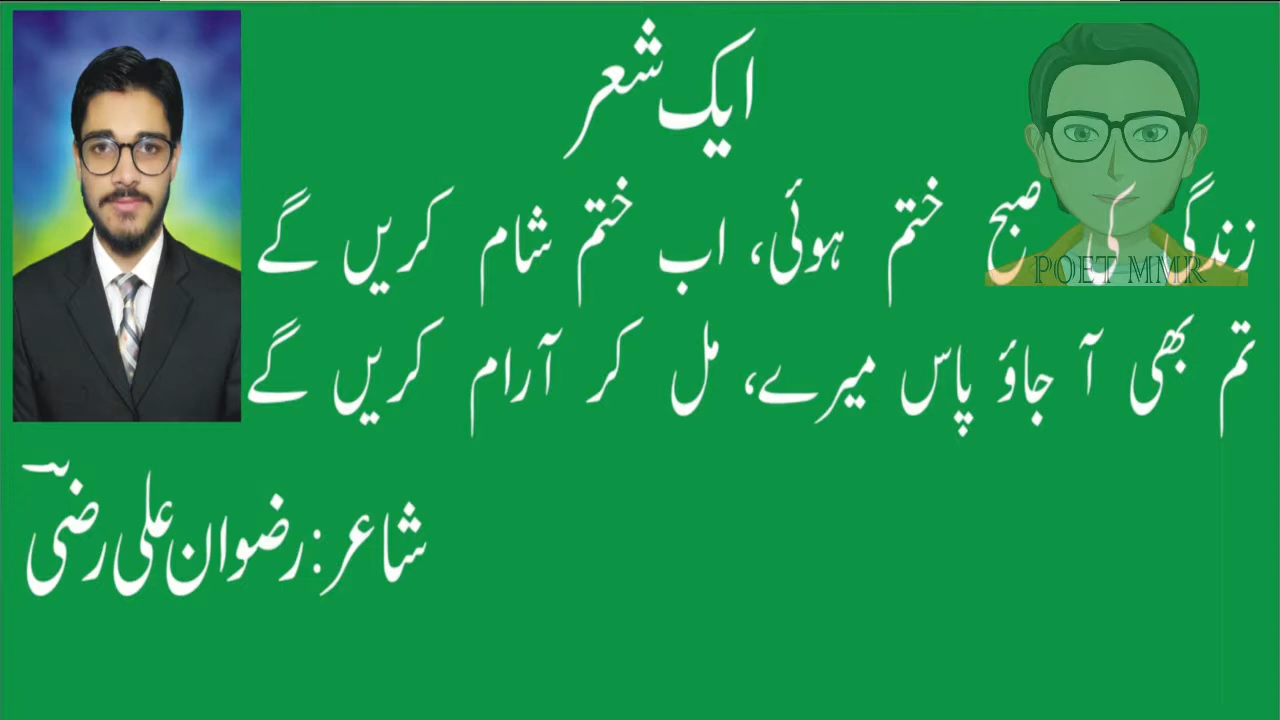 ایک شعر
زندگی کی صبح ختم ہوئی، اب ختم شام کریں گے
POET MMR
تم بھی آ جاؤ پاس میرے، مل کر آرام کریں گے
شاعر: رضوان علی رضیؔ